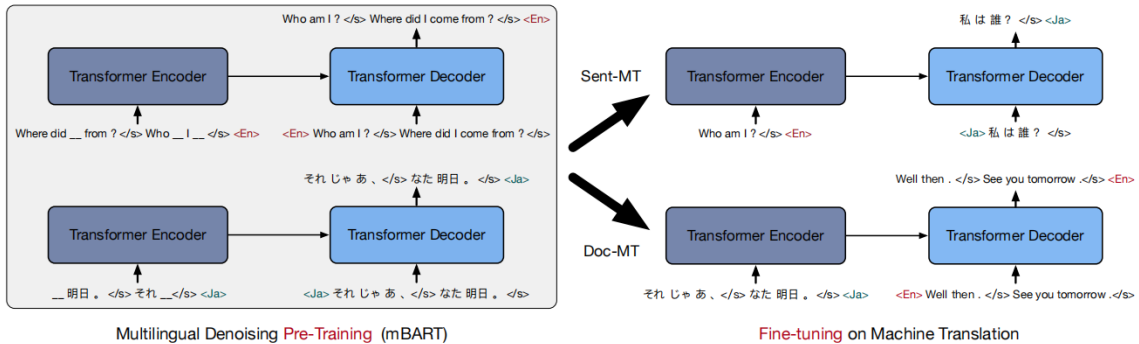 Who am I ? </s> Where did I come from ? </s> <En>
Transformer Encoder
Transformer Decoder
Where did __ from ? </s> Who __ I __ </s> <En>
<En> Who am I ? </s> Where did I come from ? </s>
それ じゃ あ 、 </s> なた 明日 。 </s> <Ja>
Transformer Encoder
Transformer Decoder
__ 明日 。 </s> それ __</s> <Ja>
<Ja> それ じゃ あ 、 </s> なた 明日 。 </s>
Multilingual Denoising Pre-Training (mBART)
Sent-MT
Doc-MT
私 は 誰 ? </s> <Ja>
Transformer Encoder
Transformer Decoder
Who am I ? </s> <En>
<Ja> 私 は 誰 ? </s>
Well then . </s> See you tomorrow .</s> <En>
Transformer Encoder
Transformer Decoder
それ じゃ あ 、 </s> なた 明日 。 </s> <Ja>
<En> Well then . </s> See you tomorrow .</s>
Fine-tuning on Machine Translation